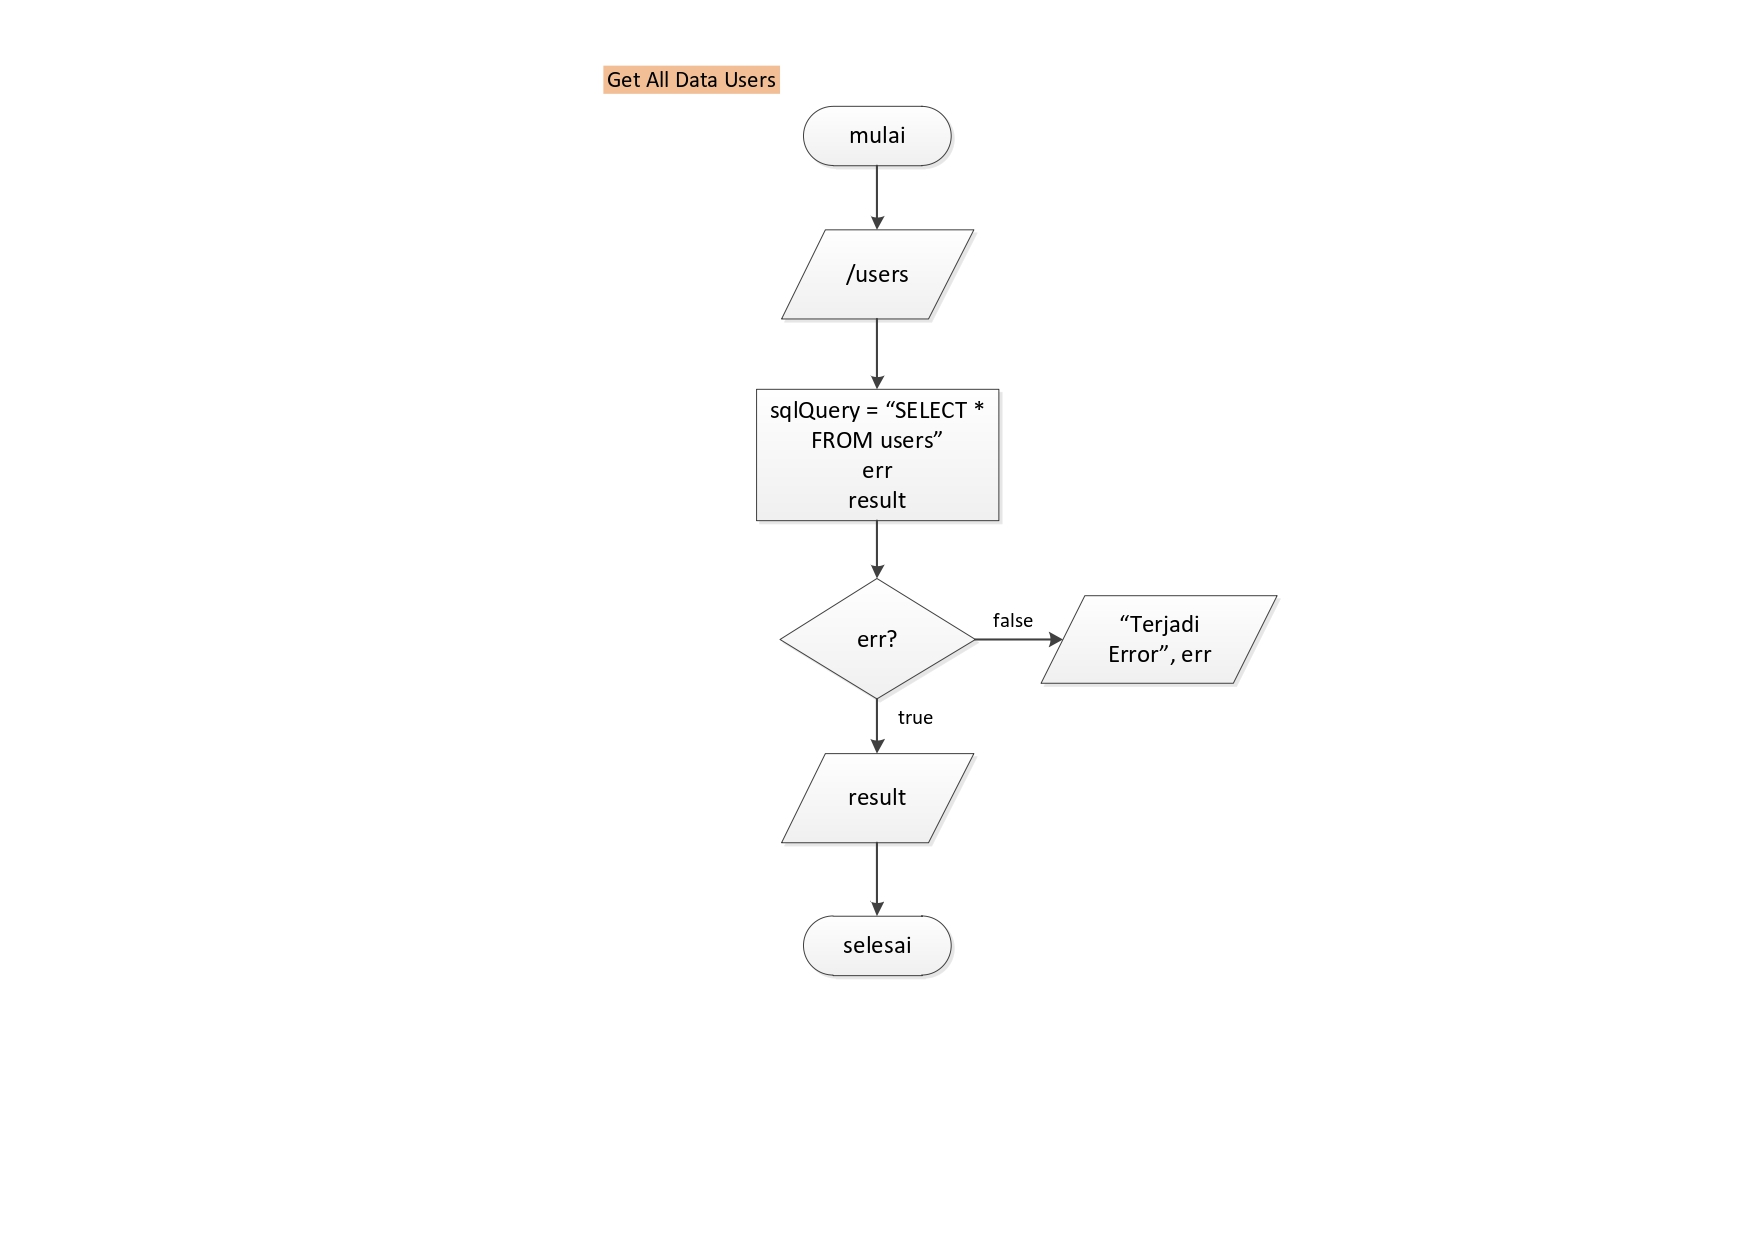 Get All Data Users
mulai
/users
sqlQuery = “SELECT *
FROM users”
err
result
err?
false
“Terjadi
Error”, err
true
result
selesai